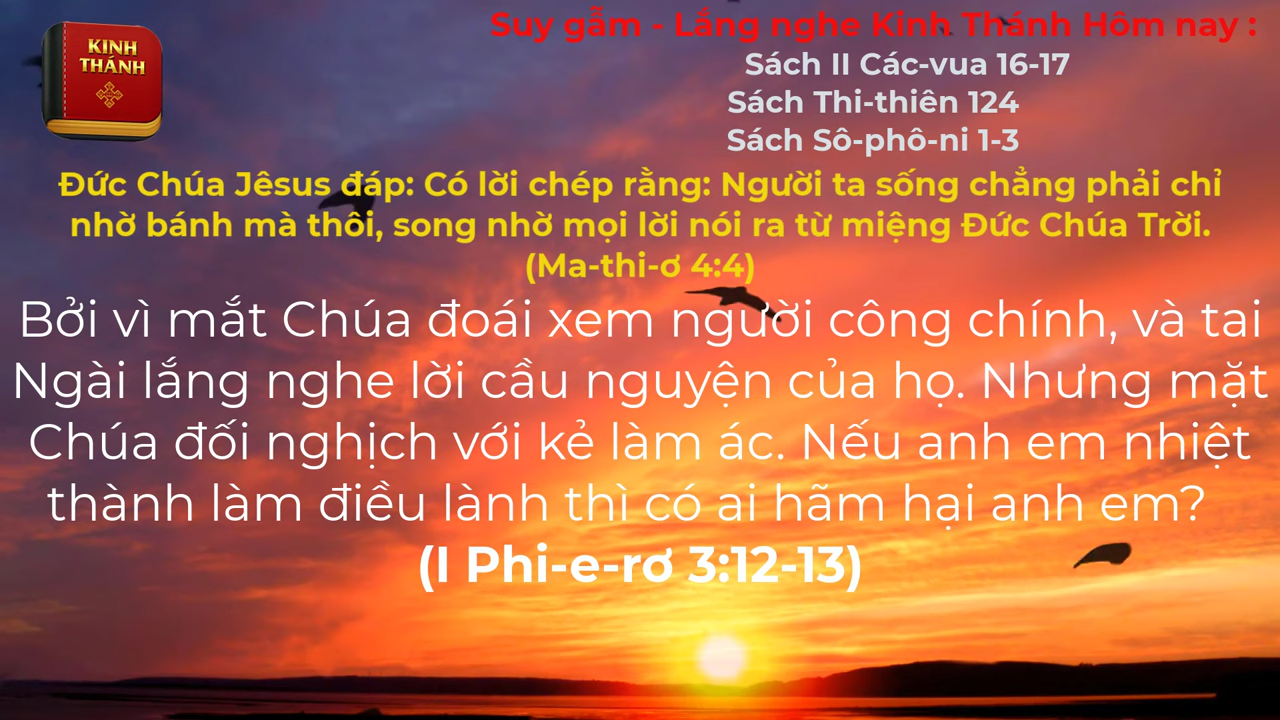 KINH
THÁNH
Suy gẫm - Lắng nghe Kinh Thánh Hôm nay :
Sách II Các-vua 16-17
Sách Thi-thiên 124
Sách Sô-phô-ni 1-3
Đức Chúa Jêsus đáp: Có lời chép rằng: Người ta sống chẳng phải chỉ
nhờ bánh mà thôi, song nhờ mọi lời nói ra từ miệng Đức Chúa Trời.
(Ma-thi-ơ 4:4)
Bởi vì mắt Chúa đoái xem người công chính, và tai
Ngài lắng nghe lời cầu nguyện của họ. Nhưng mặt
Chúa đối nghịch với kẻ làm ác. Nếu anh em nhiệt
thành làm điều lành thì có ai hãm hại anh em?
(I Phi-e-rơ 3:12-13)